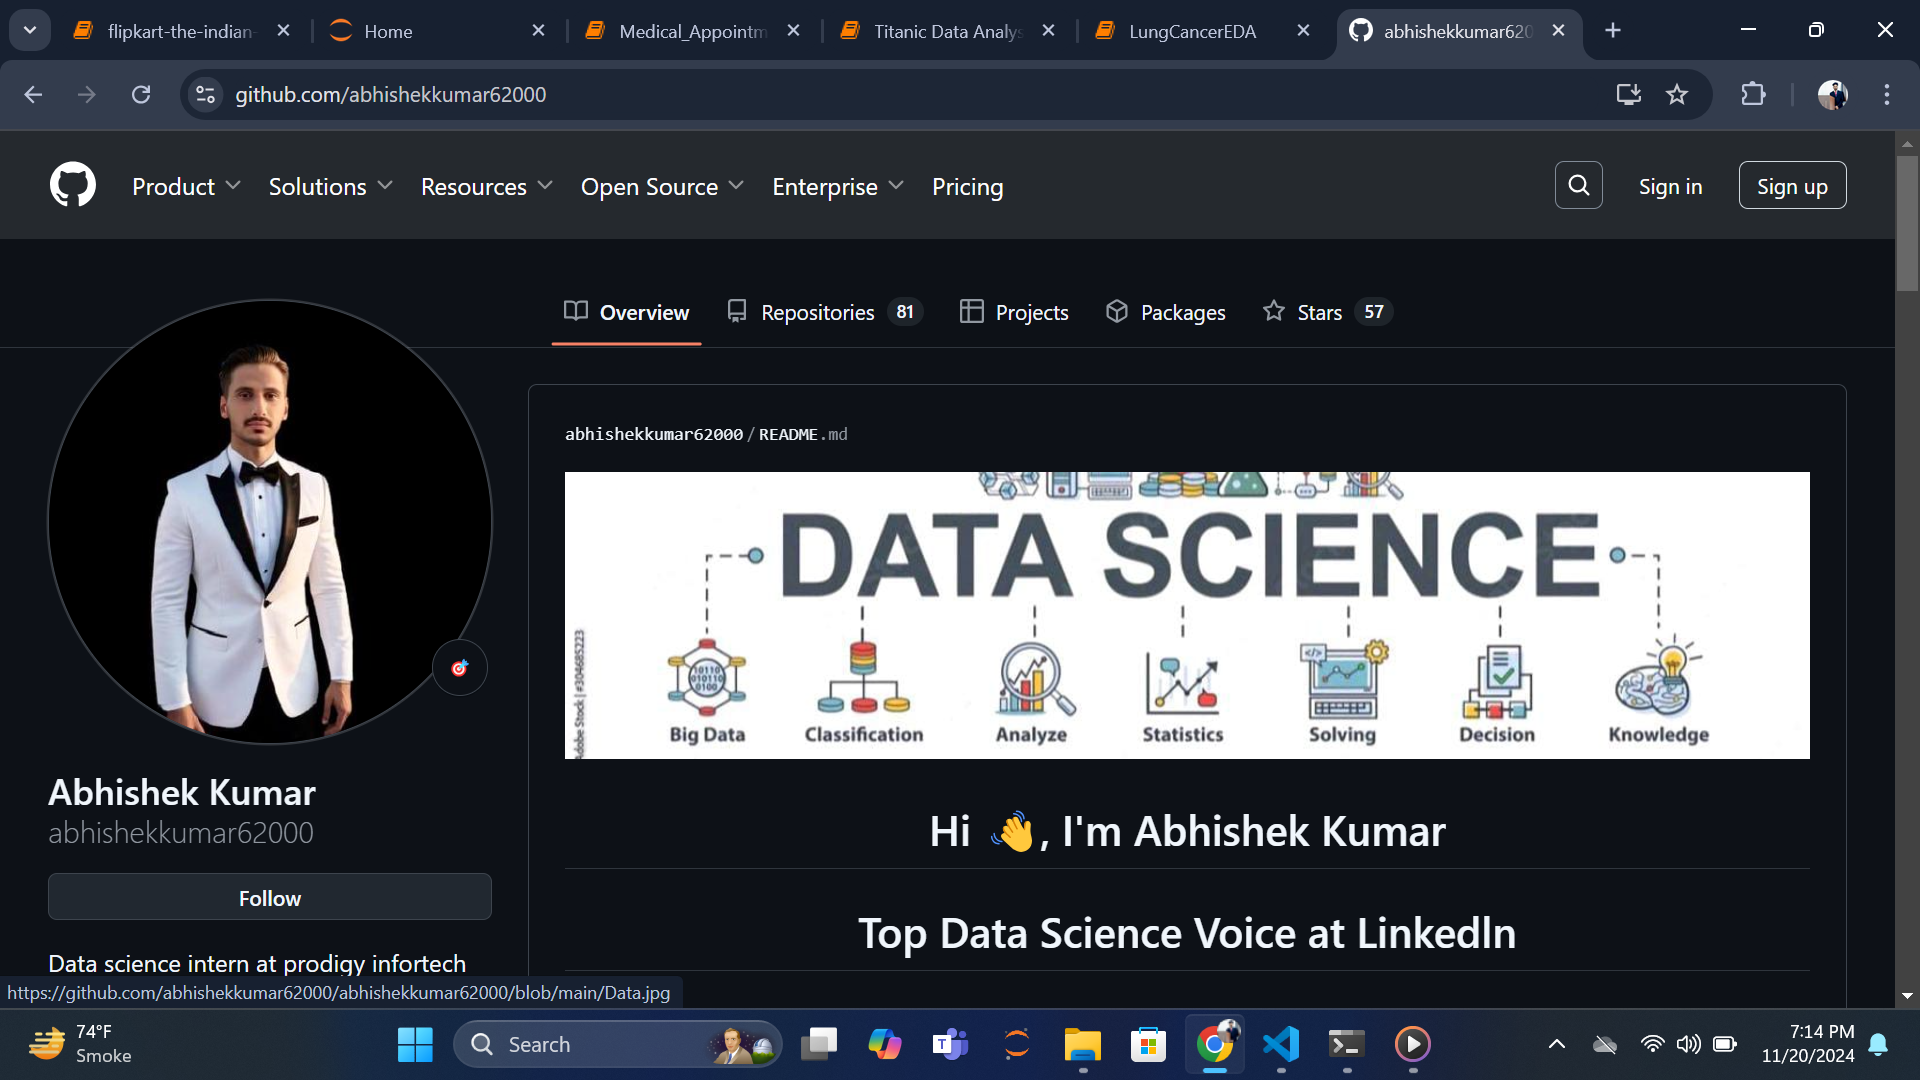 flipkart-the-indian-
Home
Medical_Appointm
Titanic Data Analys
LungCancerEDA
abhishekkumar620
github.com/abhishekkumar62000
Product
Solutions
Resources
Open Source
Enterprise
Pricing
Sign in
Sign up
Overview
Repositories 81
Projects
Packages
Stars 57
abhishekkumar62000/README.md
DATA SCIENCE
Adobe Stock | #304685223
Big Data
Classification
Analyze
Statistics
Solving
Decision
Knowledge
Abhishek Kumar
abhishekkumar62000
Follow
Data science intern at prodigy infortech
Hi 👋, I'm Abhishek Kumar
Top Data Science Voice at LinkedIn
https://github.com/abhishekkumar62000/abhishekkumar62000/blob/main/Data.jpg
74°F
Smoke
Search
7:14 PM
11/20/2024